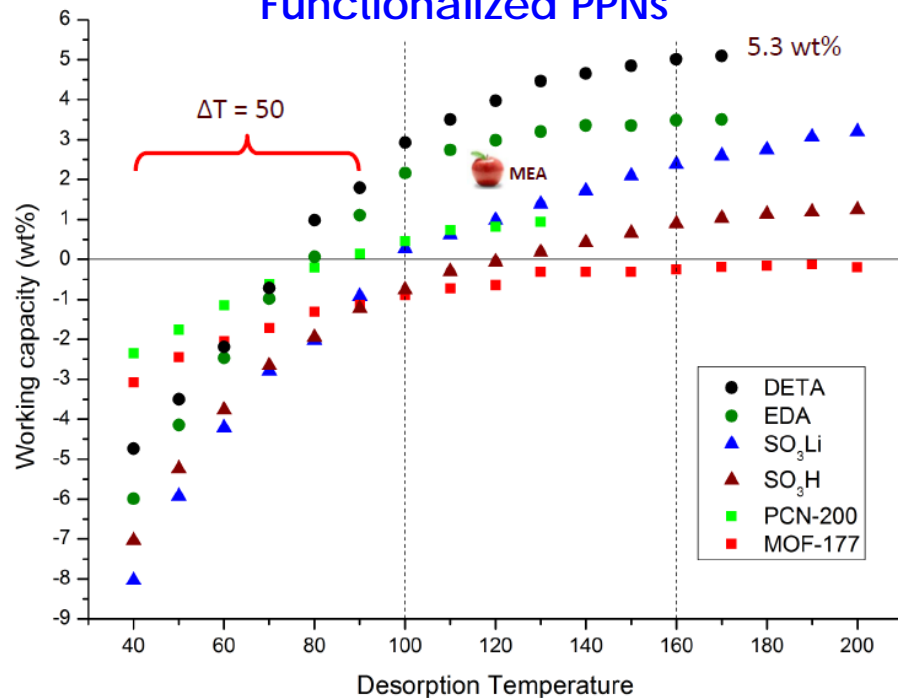 Functionalized PPNs
6
5
4
3
2
1
0
-1
-2
-3
-4
-5
-6
-7
-8
-9
Working capacity (wt%)
ΔT = 50
5.3 wt%
MEA
DETA
EDA
SO₃Li
SO₃H
PCN-200
MOF-177
40 60 80 100 120 140 160 180 200
Desorption Temperature